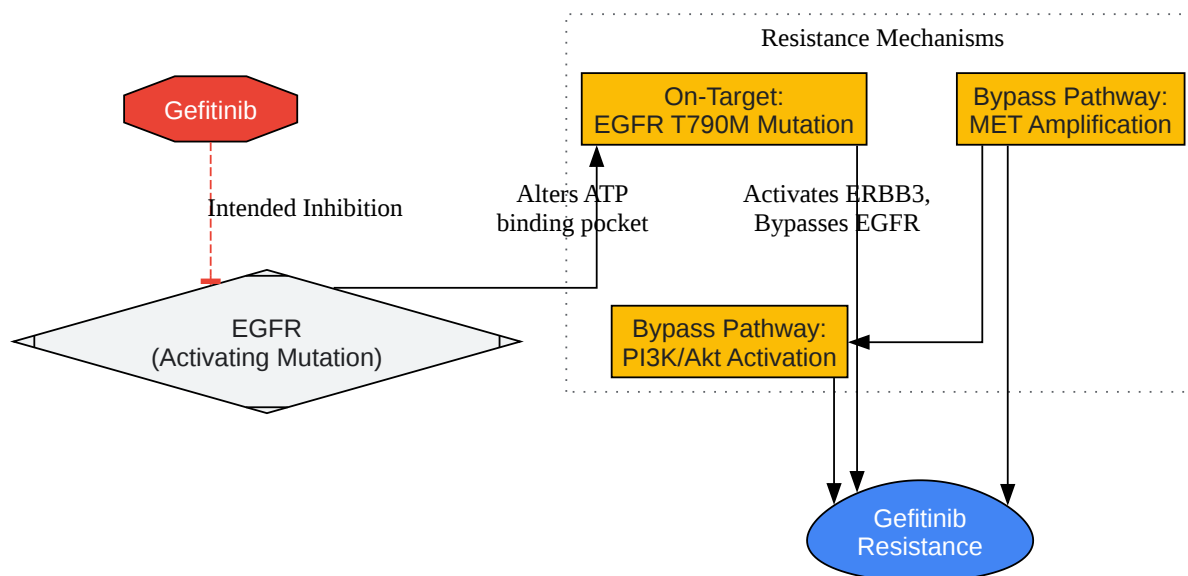 Resistance Mechanisms
Gefitinib
On-Target:
EGFR T790M Mutation
Bypass Pathway:
MET Amplification
Intended Inhibition
Alters ATP
binding pocket
Activates ERBB3,
Bypasses EGFR
EGFR
(Activating Mutation)
Bypass Pathway:
PI3K/Akt Activation
Gefitinib
Resistance